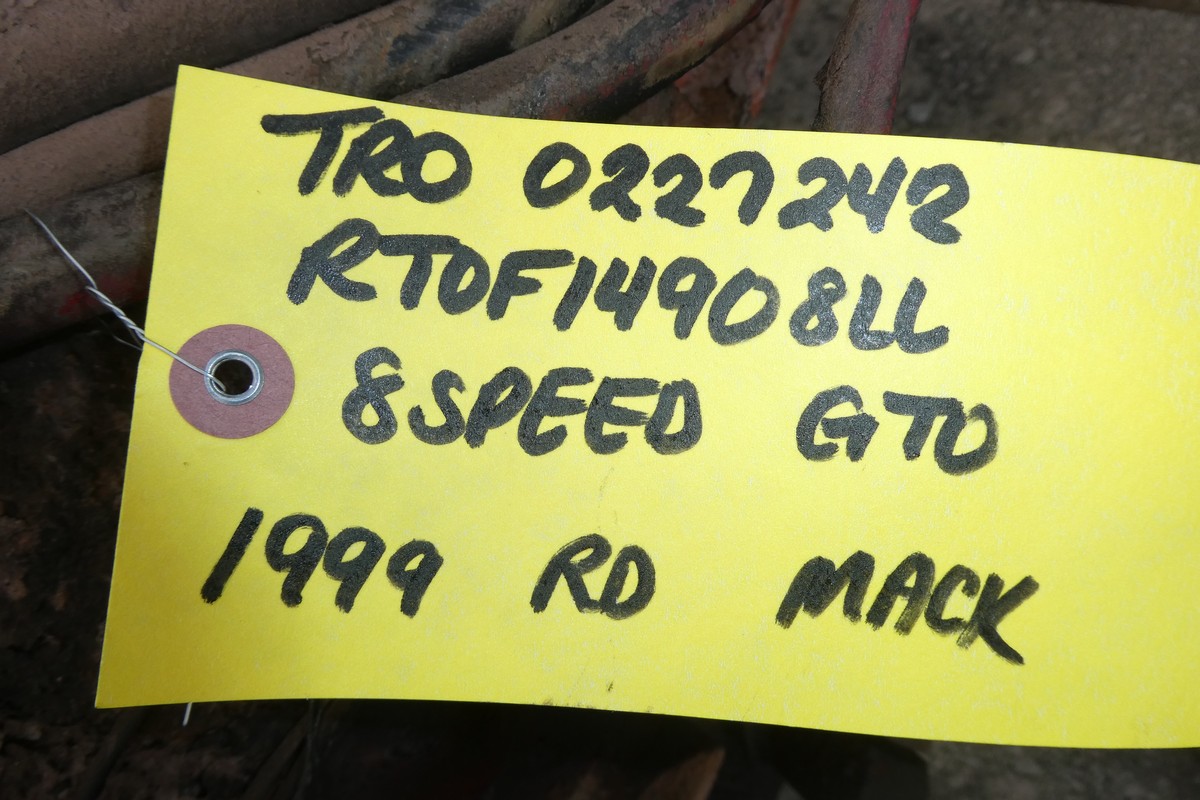 TRO 0227242
RTOF14908LL
8SPEED GTO
1999 RD MACK